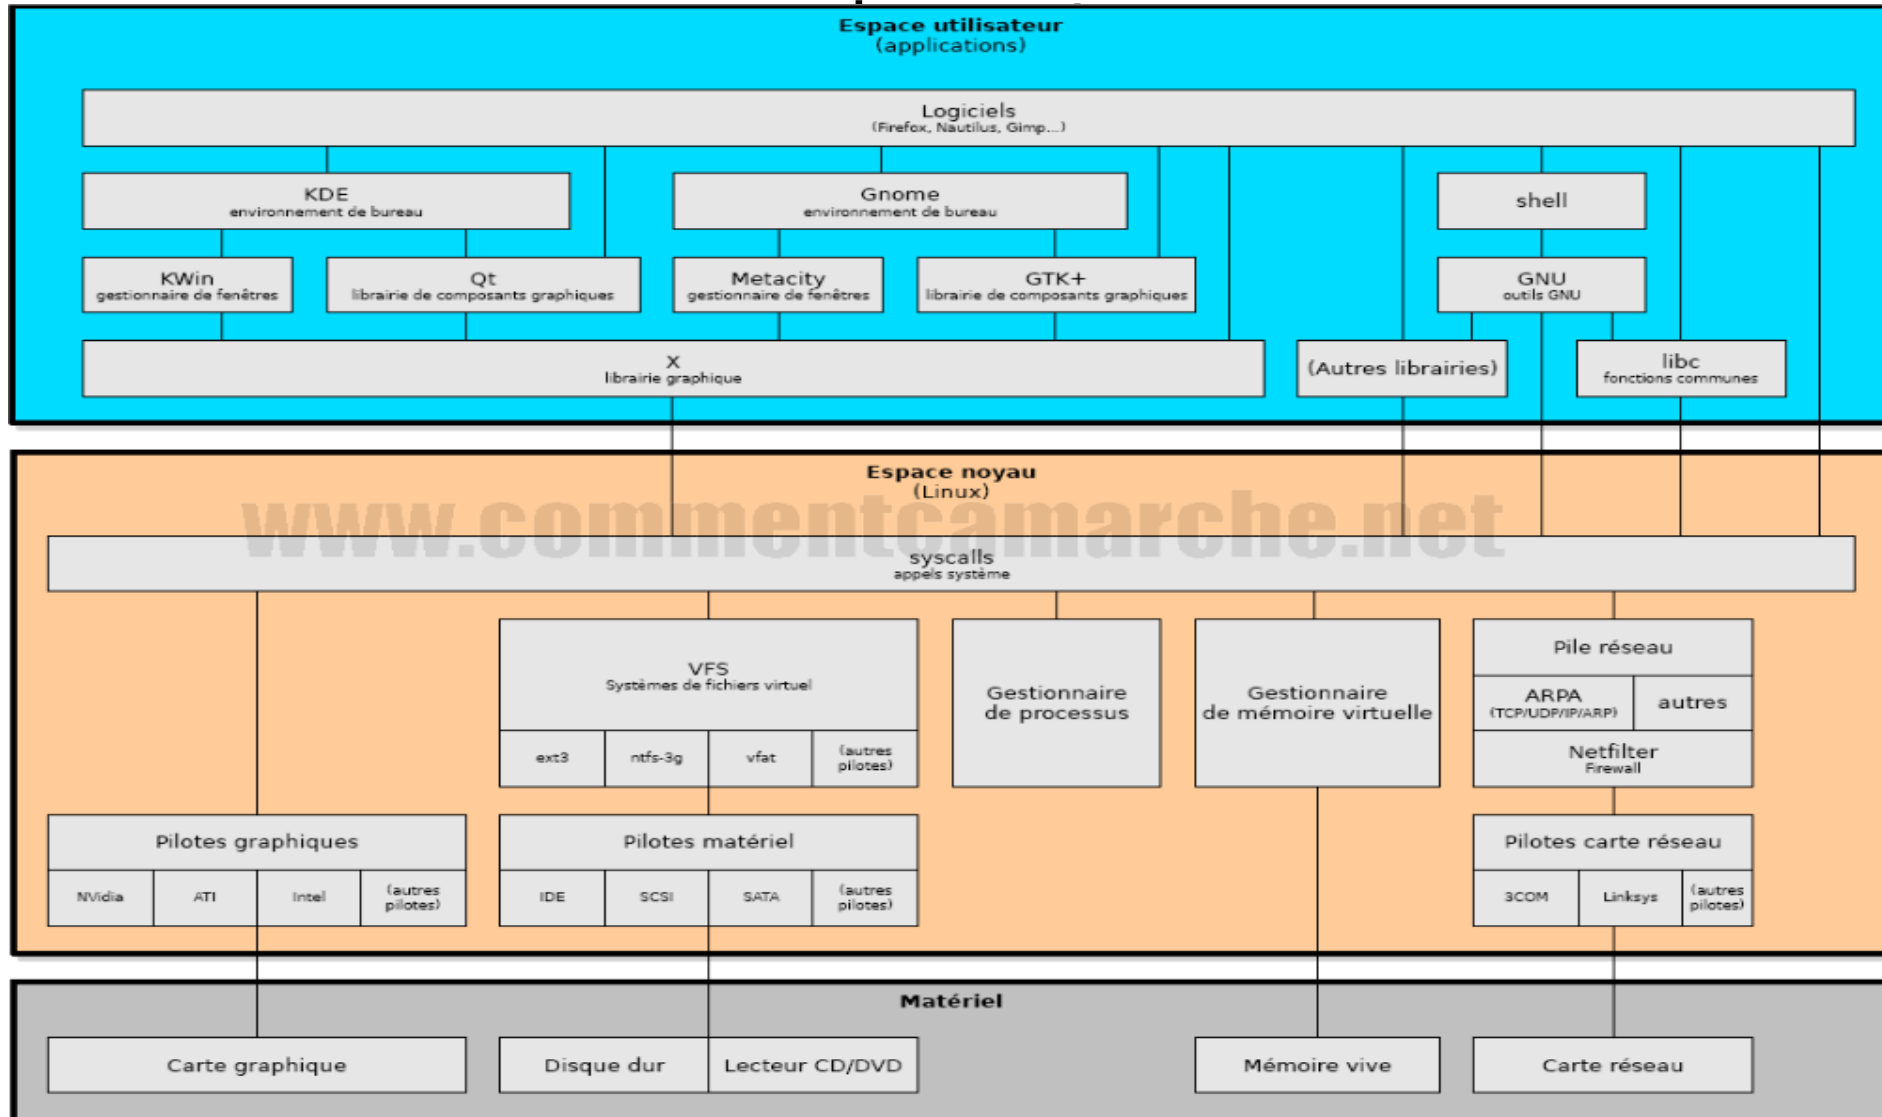 Espace utilisateur
(applications)
Logiciels
(Firefox, Nautilus, Gimp...)
KDE
environnement de bureau
Gnome
environnement de bureau
shell
KWin
gestionnaire de fenêtres
Qt
librairie de composants graphiques
Metacity
gestionnaire de fenêtres
GTK+
librairie de composants graphiques
GNU
outils GNU
X
librairie graphique
(Autres librairies)
libc
fonctions communes
Espace noyau
(Linux)
www.commentcamarche.net
syscalls
appels système
VFS
Systèmes de fichiers virtuel
ext3
ntfs-3g
vfat
(autres
pilotes)
Gestionnaire
de processus
Gestionnaire
de mémoire virtuelle
Pile réseau
ARPA
(TCP/UDP/IP/ARP)
autres
Netfilter
Firewall
Pilotes graphiques
NVidia
ATI
Intel
(autres
pilotes)
Pilotes matériel
IDE
SCSI
SATA
(autres
pilotes)
Pilotes carte réseau
3COM
Linksys
(autres
pilotes)
Matériel
Carte graphique
Disque dur
Lecteur CD/DVD
Mémoire vive
Carte réseau